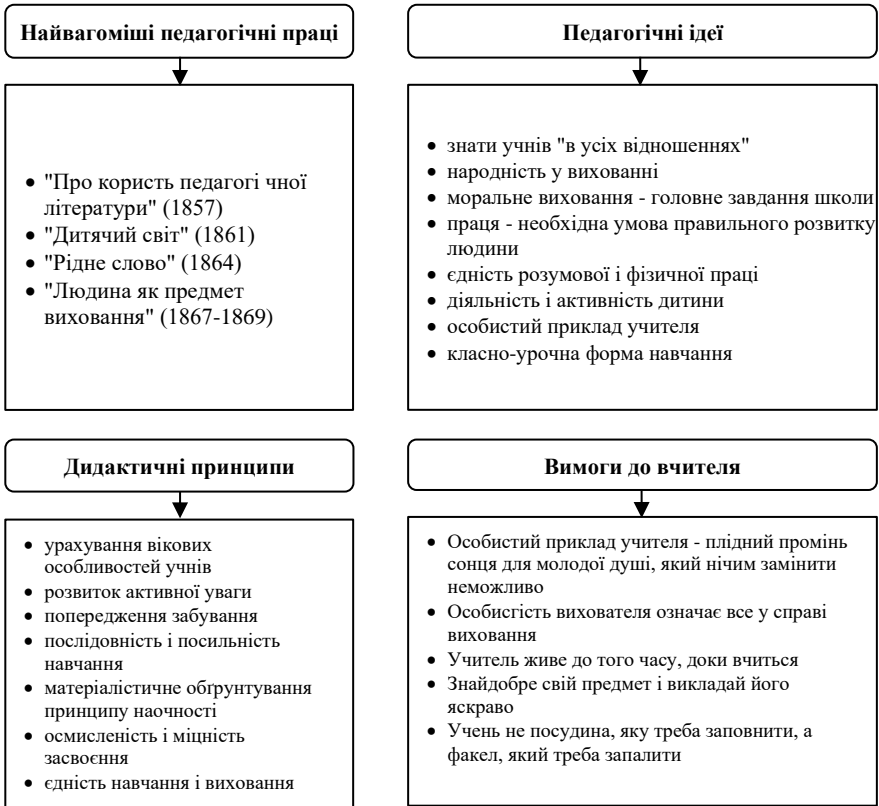 Найвагоміші педагогічні праці
• "Про користь педагогі чної
літератури" (1857)
• "Дитячий світ" (1861)
• "Рідне слово" (1864)
• "Людина як предмет
виховання" (1867-1869)
Педагогічні ідеї
• знати учнів "в усіх відношеннях"
• народність у вихованні
• моральне виховання - головне завдання школи
• праця - необхідна умова правильного розвитку
людини
• єдність розумової і фізичної праці
• діяльність і активність дитини
• особистий приклад учителя
• класно-урочна форма навчання
Дидактичні принципи
• урахування вікових
особливостей учнів
• розвиток активної уваги
• попередження забування
• послідовність і посильність
навчання
• матеріалістичне обґрунтування
принципу наочності
• осмисленість і міцність
засвоєння
• єдність навчання і виховання
Вимоги до вчителя
• Особистий приклад учителя - плідний промінь
сонця для молодої душі, який нічим замінити
неможливо
• Особисгість вихователя означає все у справі
виховання
• Учитель живе до того часу, доки вчиться
• Знайдобре свій предмет і викладай його
яскраво
• Учень не посудина, яку треба заповнити, а
факел, який треба запалити